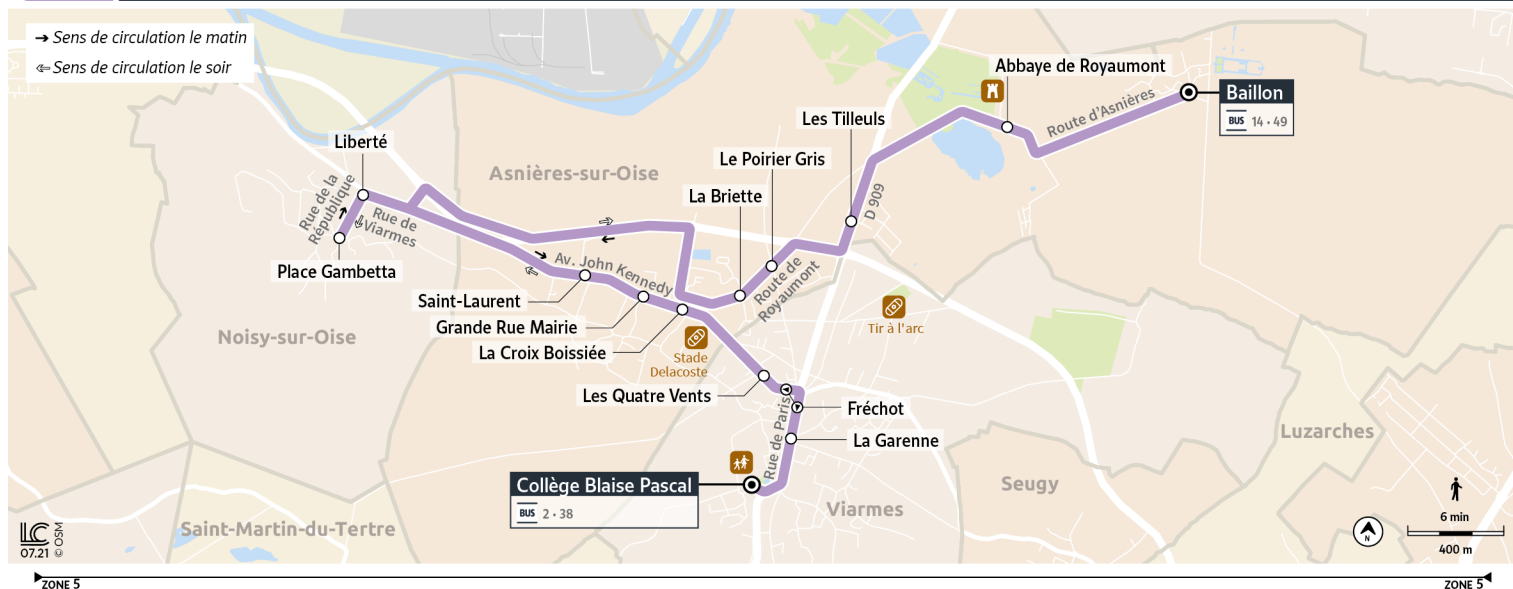 Sens de circulation le matin
Sens de circulation le soir
Abbaye de Royaumont
Baillon
BUS 14 • 49
Route d'Asnières
Les Tilleuls
Liberté
Le Poirier Gris
Asnières-sur-Oise
La Briette
D 909
Rue de la
République
Rue de
Viarmes
Place Gambetta
Av. John Kennedy
Route de
Royaumont
Saint-Laurent
Grande Rue Mairie
La Croix Boissiée
Noisy-sur-Oise
Stade
Delacoste
Tir à l'arc
Les Quatre Vents
Fréchot
La Garenne
Rue de Paris
Luzarches
Collège Blaise Pascal
BUS 2 • 38
Seugy
Viarmes
Saint-Martin-du-Tertre
LC
07.21 © OSM
N
6 min
400 m
ZONE 5
ZONE 5